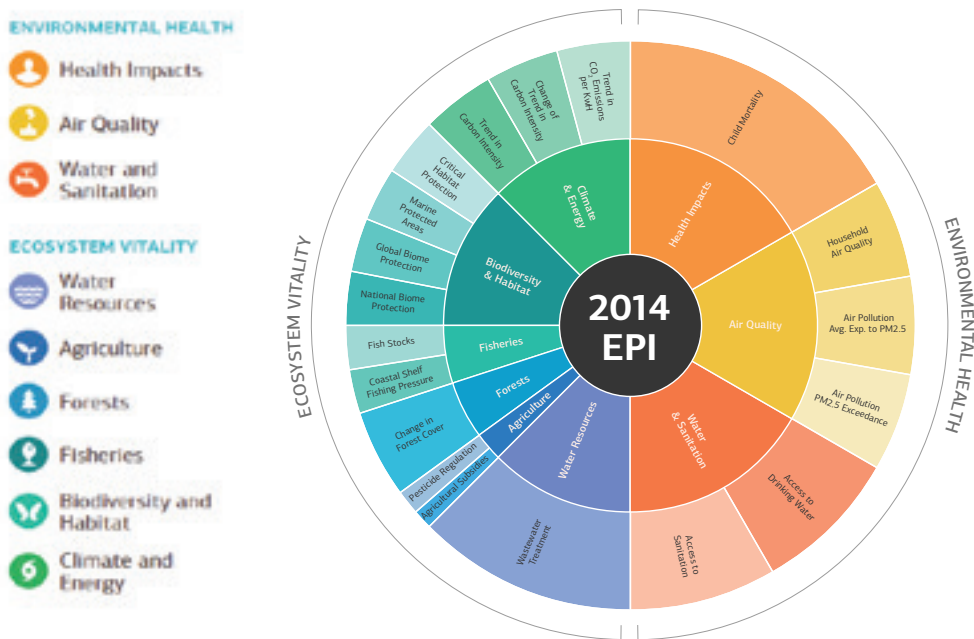 ENVIRONMENTAL HEALTH
Health Impacts
Air Quality
Water and
Sanitation
ECOSYSTEM VITALITY
Water
Resources
Agriculture
Forests
Fisheries
Biodiversity and
Habitat
Climate and
Energy
ECOSYSTEM VITALITY
ENVIRONMENTAL HEALTH
2014
EPI
Health Impacts
Air Quality
Water
& Sanitation
Water Resources
Agriculture
Forests
Fisheries
Biodiversity
& Habitat
Climate
& Energy
Child Mortality
Household
Air Quality
Air Pollution
Avg. Exp. to PM2.5
Air Pollution
PM2.5 Exceedance
Access to
Drinking Water
Access to
Sanitation
Wastewater
Treatment
Agricultural Subsidies
Pesticide Regulation
Change in
Forest Cover
Coastal Shelf
Fishing Pressure
Fish Stocks
National Biome
Protection
Global Biome
Protection
Marine
Protected
Areas
Critical
Habitat
Protection
Trend in
Carbon Intensity
Change of
Trend in
Carbon Intensity
Trend in
CO₂ Emissions
per KWH